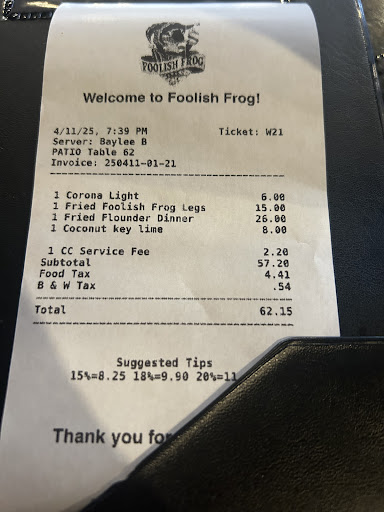 FOOLISH FROG
Welcome to Foolish Frog!
4/11/25, 7:39 PM Ticket: W21
Server: Baylee B
PATIO Table 62
Invoice: 250411-01-21
1 Corona Light 6.00
1 Fried Foolish Frog Legs 15.00
1 Fried Flounder Dinner 26.00
1 Coconut key lime 8.00
1 CC Service Fee 2.20
Subtotal 57.20
Food Tax 4.41
B & W Tax .54
Total 62.15
Suggested Tips
15%=8.25 18%=9.90 20%=11
Thank you for